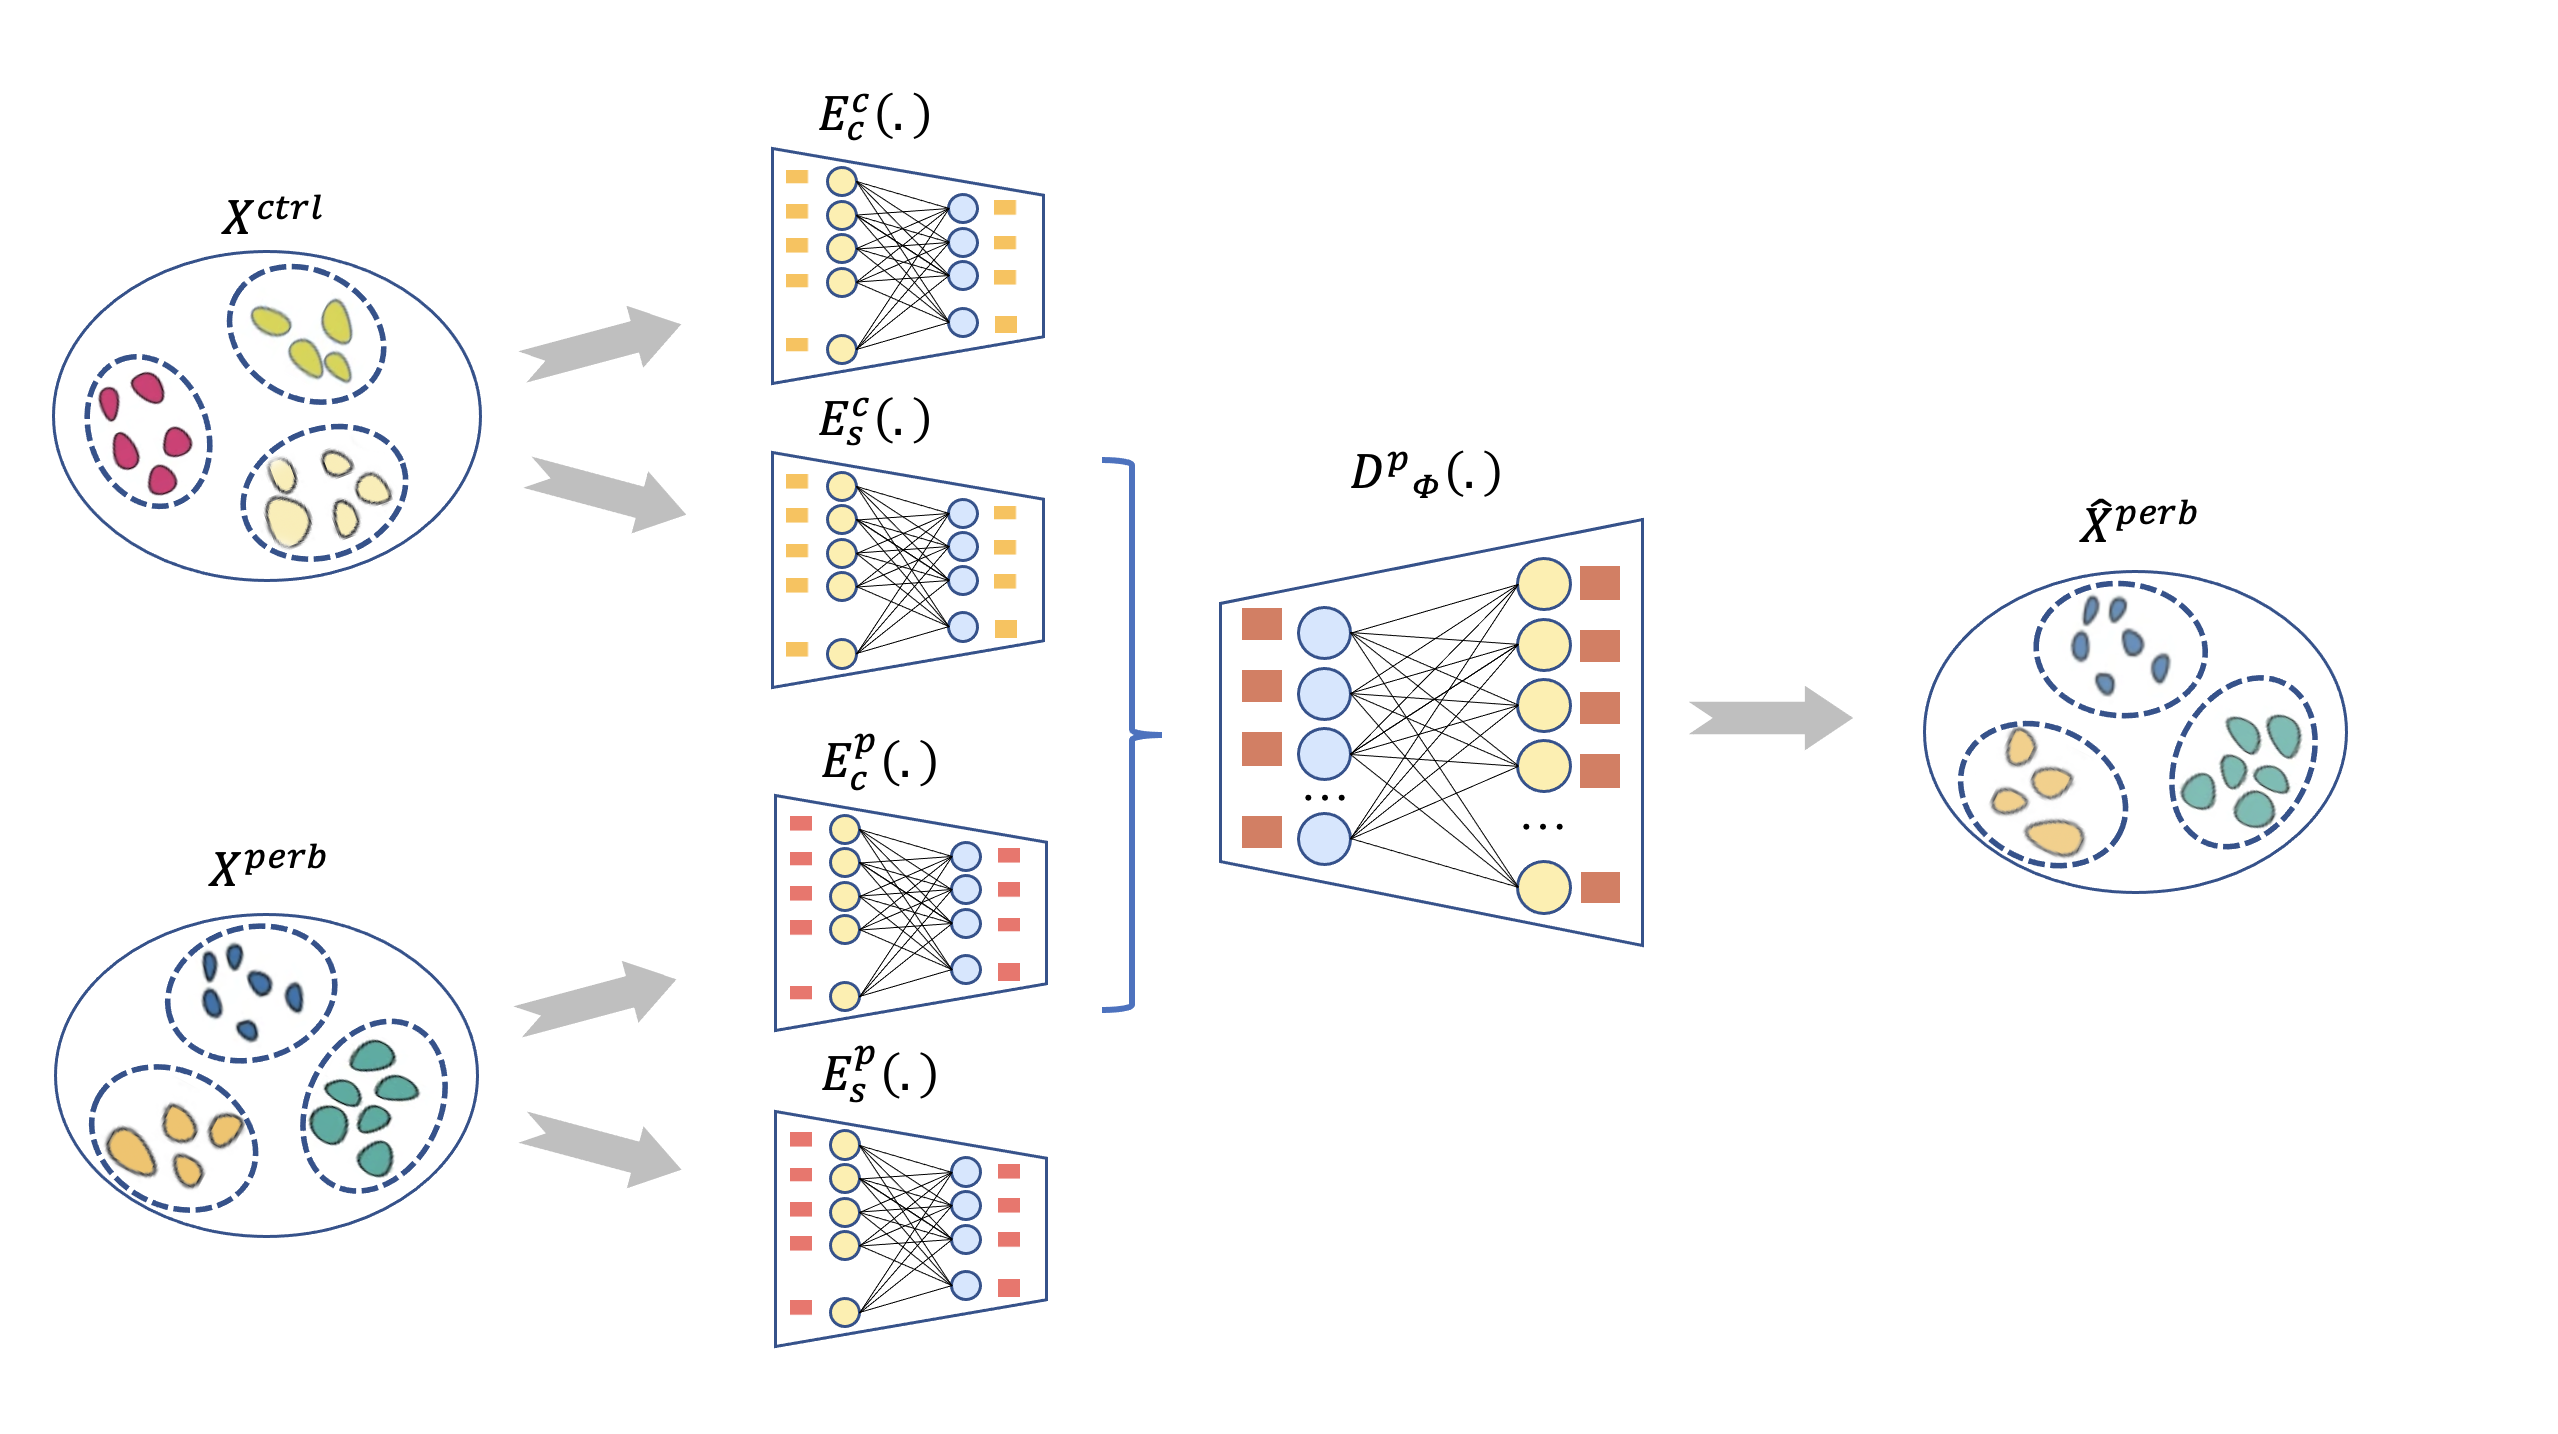 X^ctrl
E_c^c(.)
E_s^c(.)
X^perb
E_c^p(.)
E_s^p(.)
D^p_Φ(.)
...
...
X̂^perb